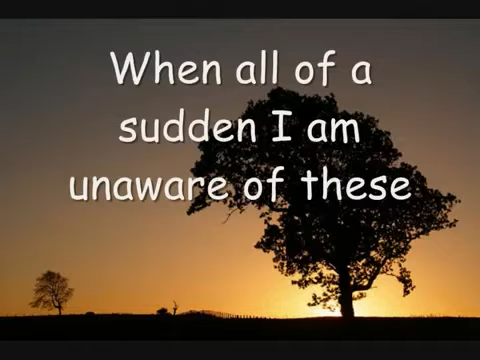 When all of a
sudden I am
unaware of these